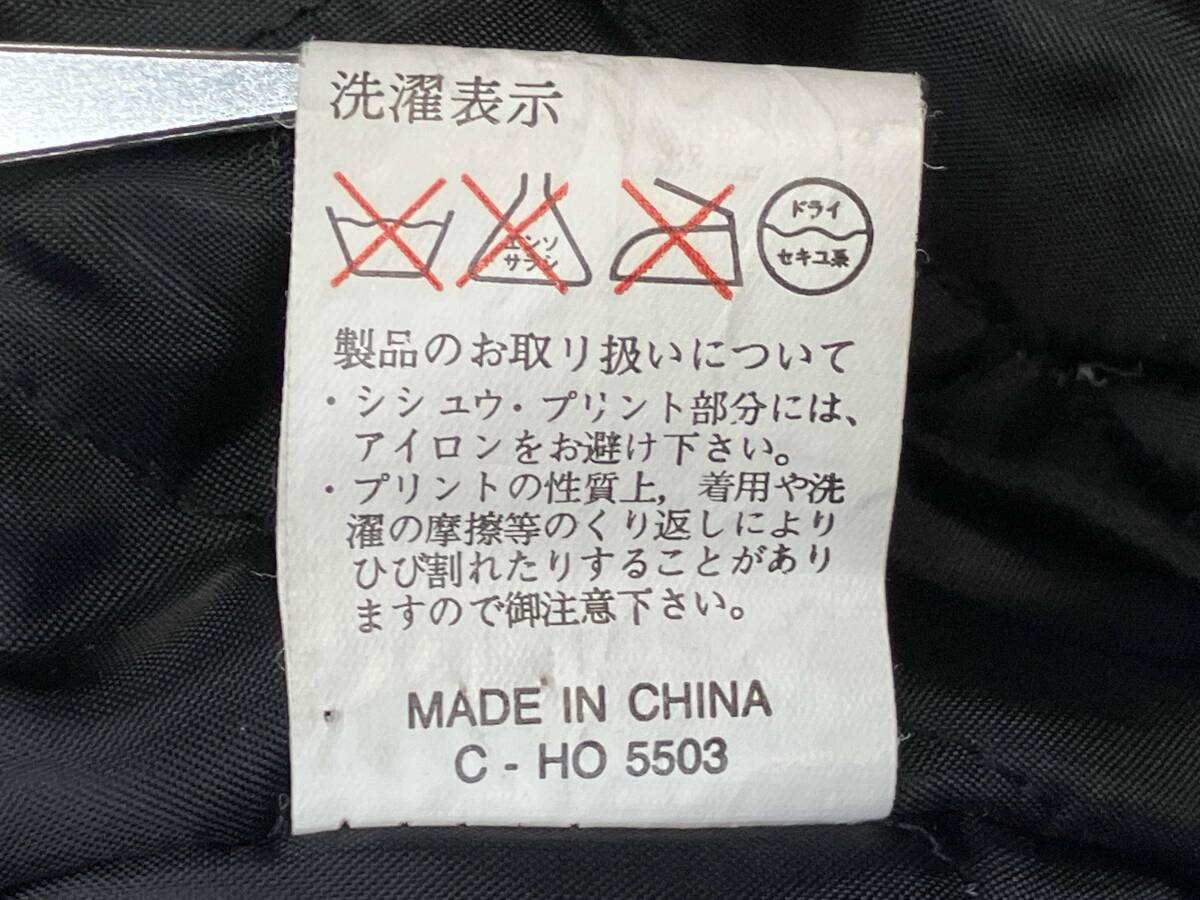 洗濯表示
エンソ
サラシ
ドライ
セキユ系
製品のお取り扱いについて
・シシュウ・プリント部分には、
アイロンをお避け下さい。
・プリントの性質上，着用や洗
濯の摩擦等のくり返しにより
ひび割れたりすることがあり
ますので御注意下さい。
MADE IN CHINA
C - HO 5503